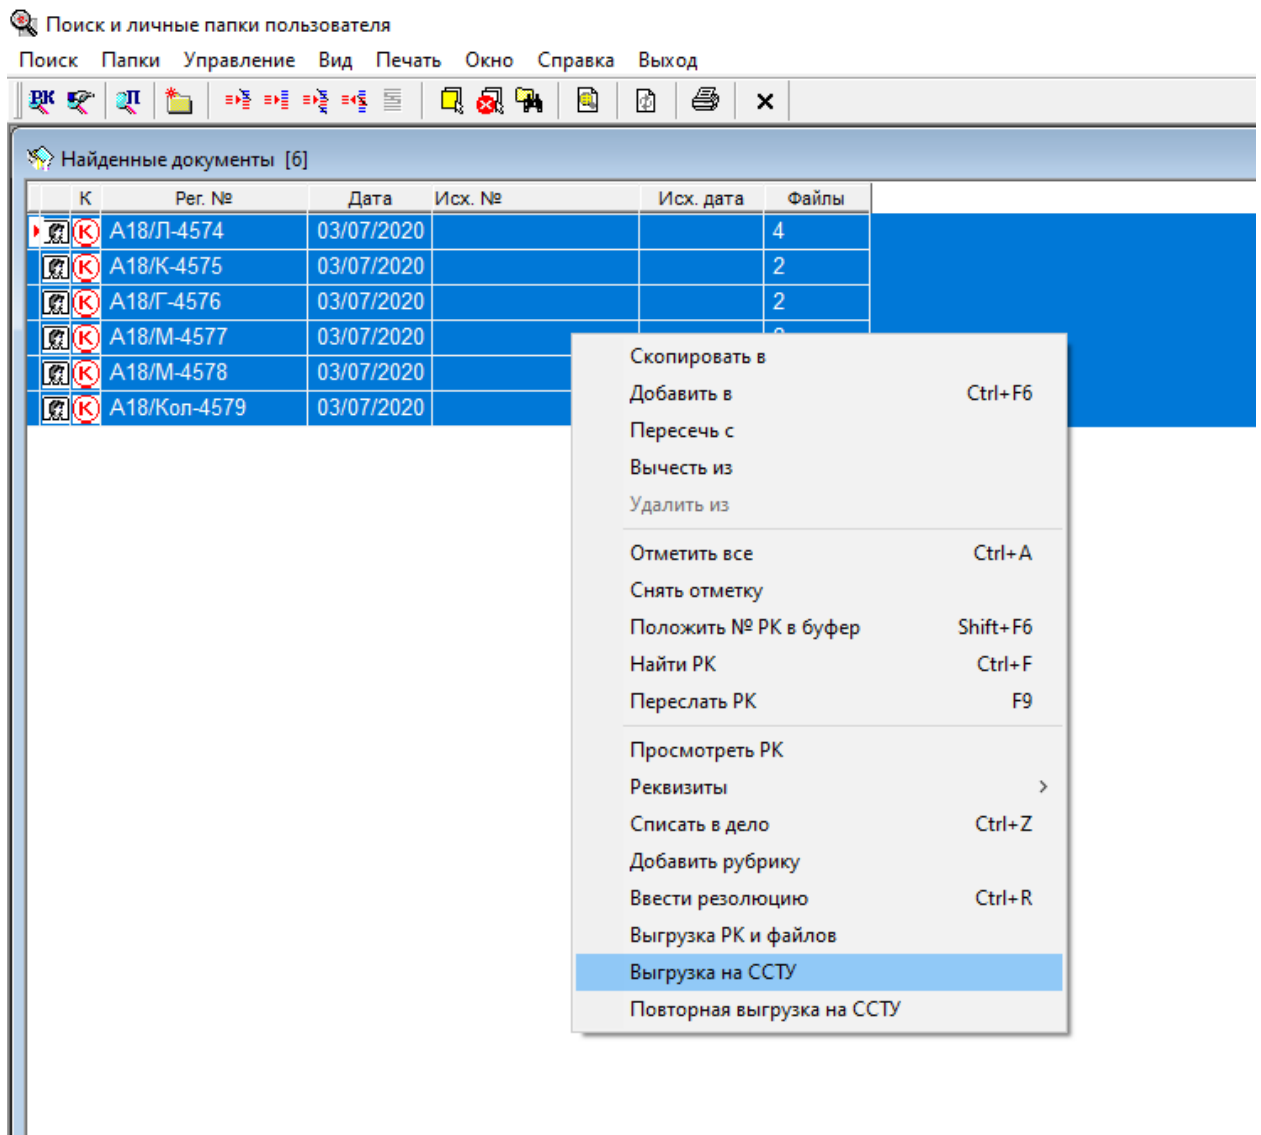 Поиск и личные папки пользователя
Поиск Папки Управление Вид Печать Окно Справка Выход
РК П
Найденные документы [6]
К Рег. № Дата Исх. № Исх. дата Файлы
К А18/Л-4574 03/07/2020 4
К А18/К-4575 03/07/2020 2
К А18/Г-4576 03/07/2020 2
К А18/М-4577 03/07/2020
К А18/М-4578 03/07/2020
К А18/Кол-4579 03/07/2020
Скопировать в
Добавить в Ctrl+F6
Пересечь с
Вычесть из
Удалить из
Отметить все Ctrl+A
Снять отметку
Положить № РК в буфер Shift+F6
Найти РК Ctrl+F
Переслать РК F9
Просмотреть РК
Реквизиты
Списать в дело Ctrl+Z
Добавить рубрику
Ввести резолюцию Ctrl+R
Выгрузка РК и файлов
Выгрузка на ССТУ
Повторная выгрузка на ССТУ